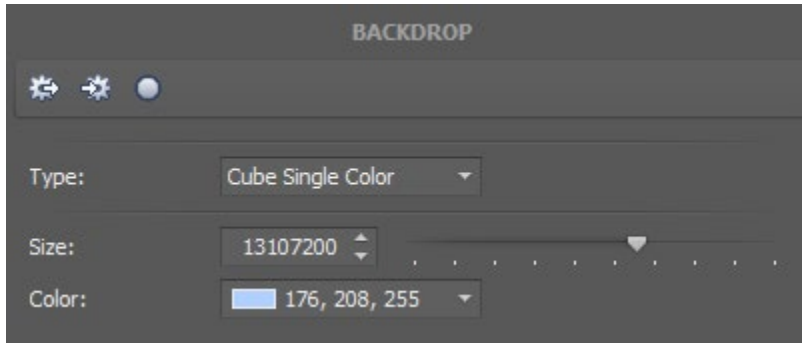 BACKDROP
Type: Cube Single Color
Size: 13107200
Color: 176, 208, 255